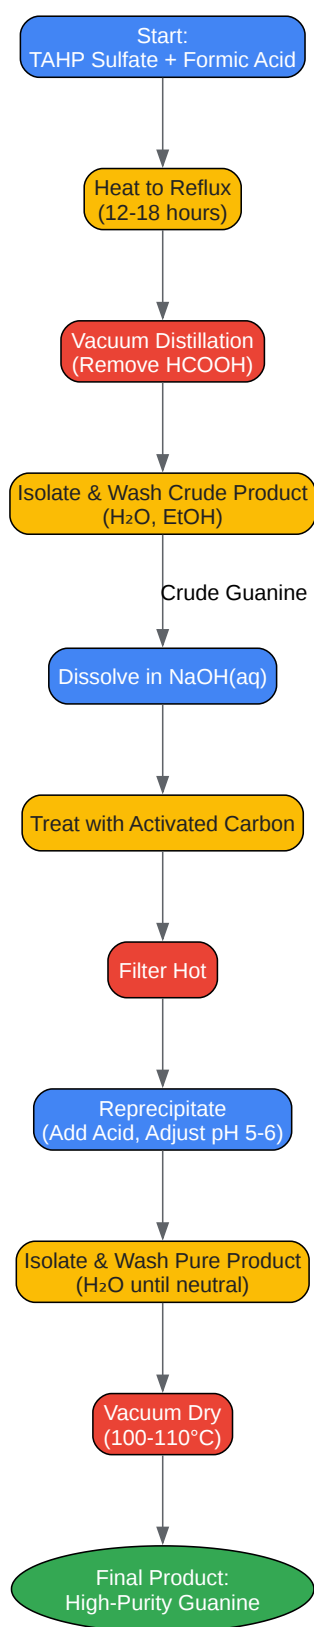 Start:
TAHP Sulfate + Formic Acid
Heat to Reflux
(12-18 hours)
Vacuum Distillation
(Remove HCOOH)
Isolate & Wash Crude Product
(H₂O, EtOH)
Crude Guanine
Dissolve in NaOH(aq)
Treat with Activated Carbon
Filter Hot
Reprecipitate
(Add Acid, Adjust pH 5-6)
Isolate & Wash Pure Product
(H₂O until neutral)
Vacuum Dry
(100-110°C)
Final Product:
High-Purity Guanine